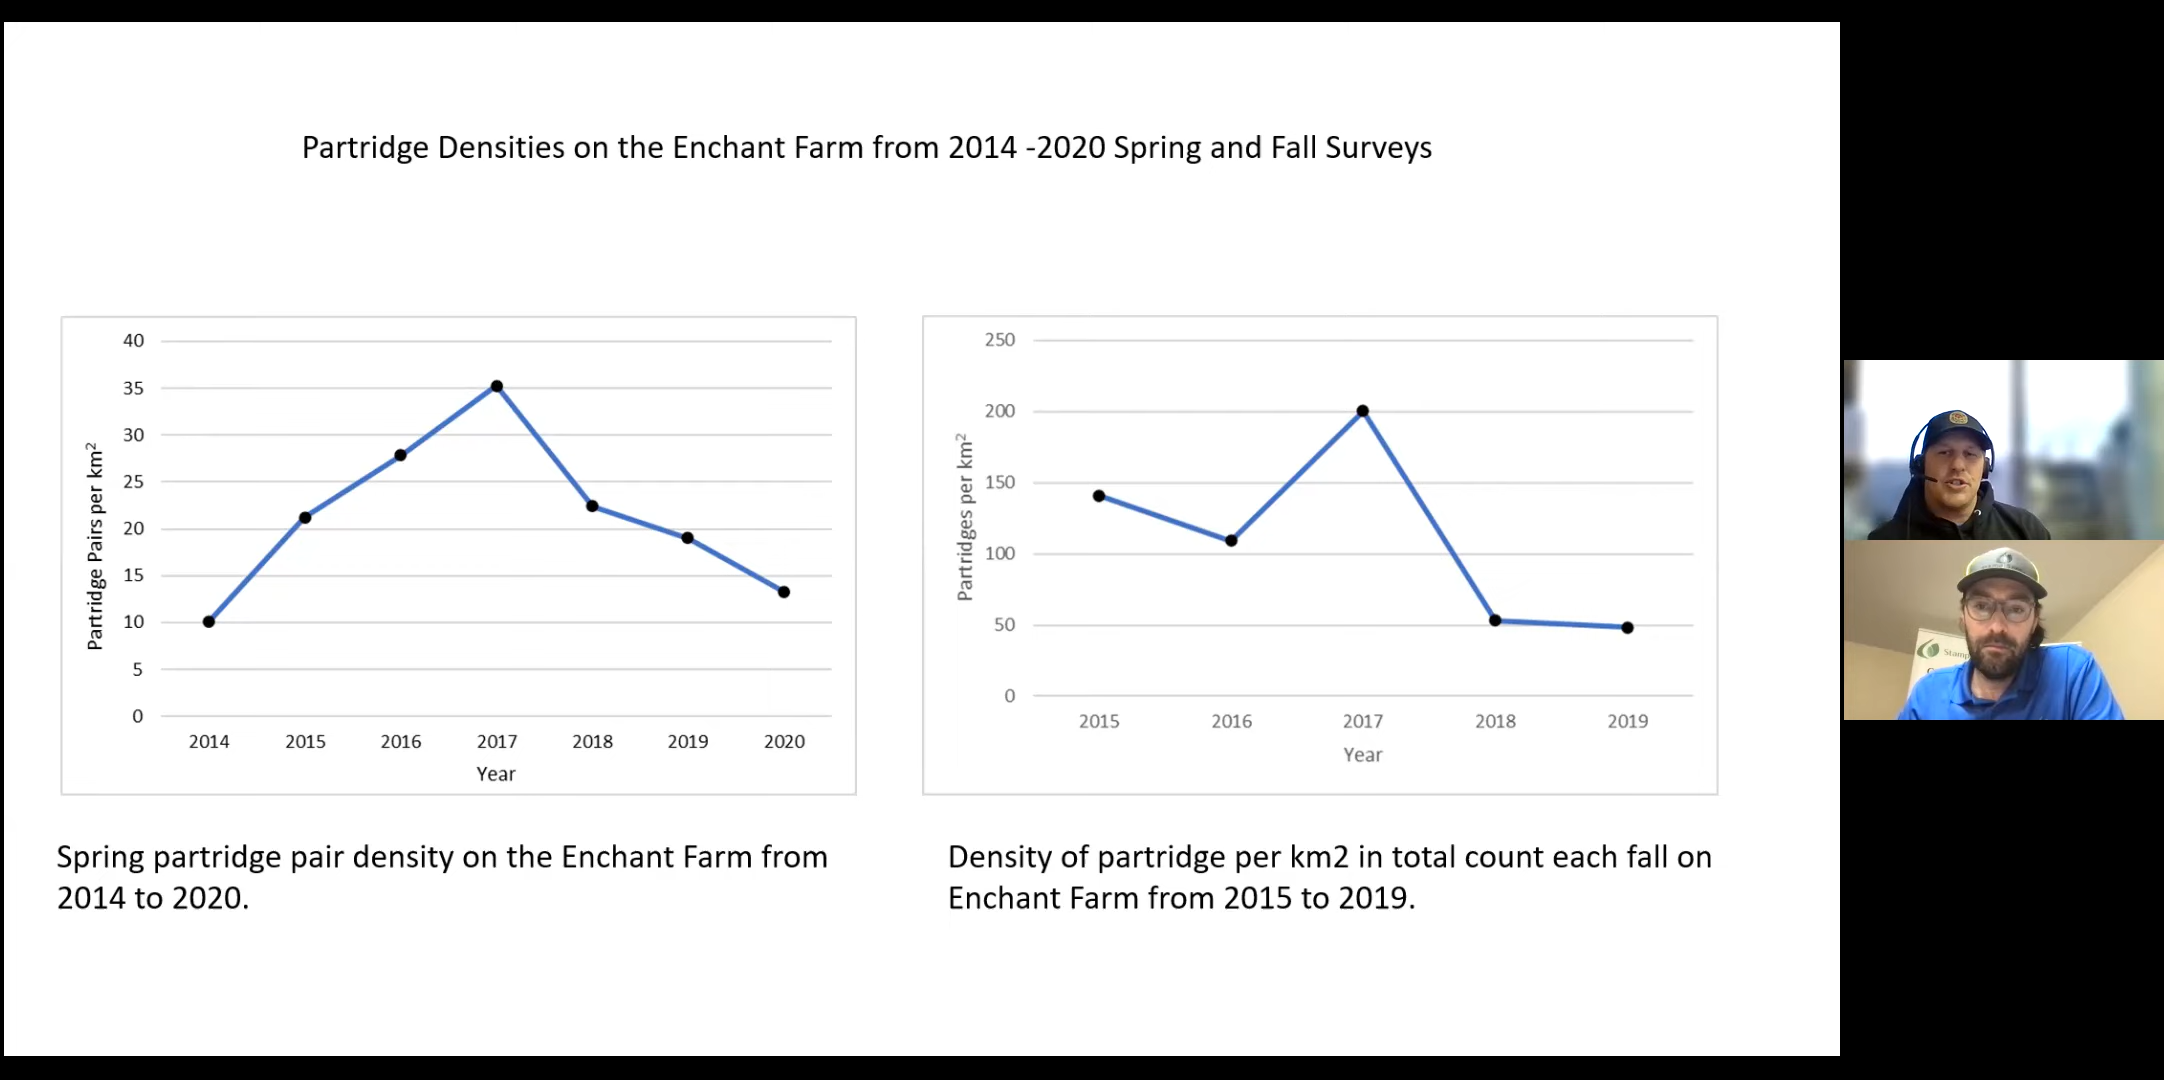 Partridge Densities on the Enchant Farm from 2014 -2020 Spring and Fall Surveys
40
35
30
25
20
15
10
5
0
Partridge Pairs per km²
2014 2015 2016 2017 2018 2019 2020
Year
Spring partridge pair density on the Enchant Farm from
2014 to 2020.
250
200
150
100
50
0
Partridges per km²
2015 2016 2017 2018 2019
Year
Density of partridge per km2 in total count each fall on
Enchant Farm from 2015 to 2019.